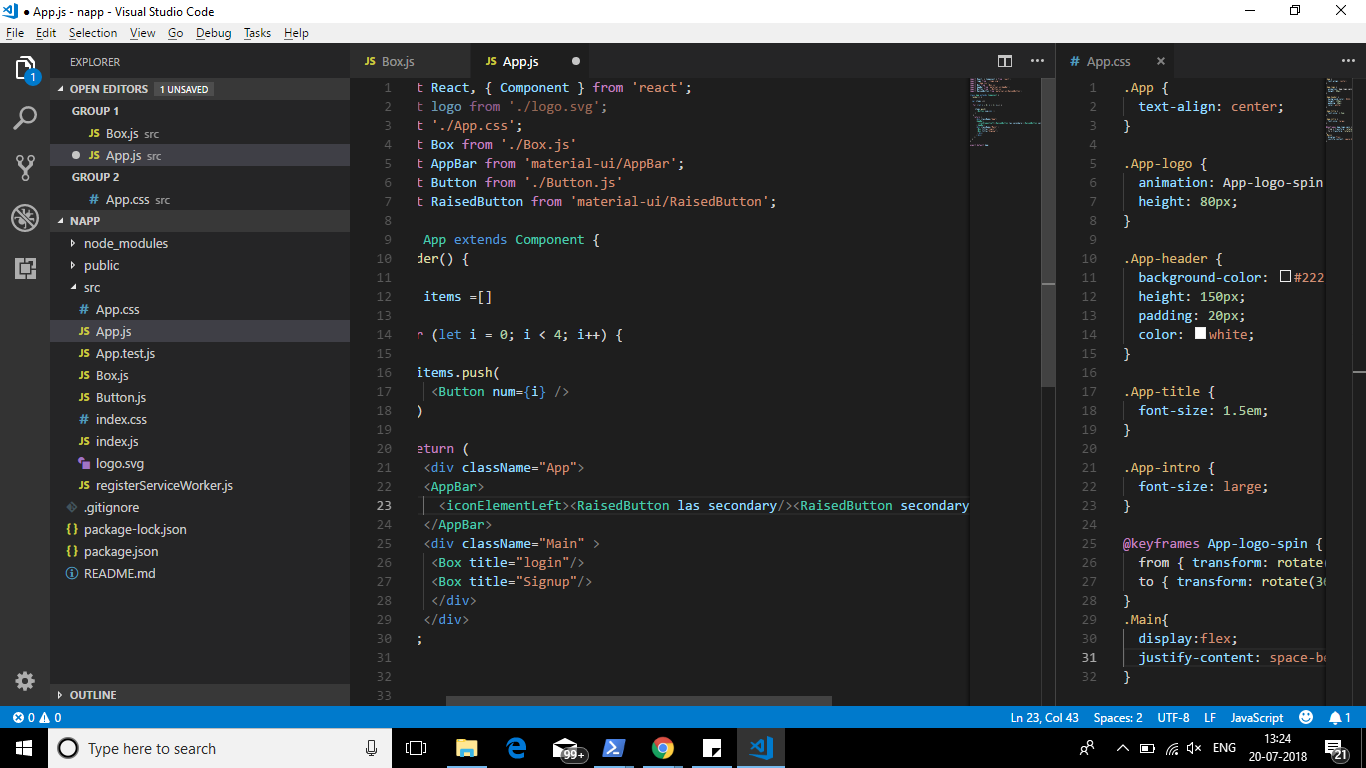 ● App.js - napp - Visual Studio Code
File Edit Selection View Go Debug Tasks Help
1
EXPLORER
OPEN EDITORS 1 UNSAVED
GROUP 1
JS Box.js src
JS App.js src
GROUP 2
# App.css src
NAPP
node_modules
public
src
# App.css
JS App.js
JS App.test.js
JS Box.js
JS Button.js
# index.css
JS index.js
logo.svg
JS registerServiceWorker.js
.gitignore
{} package-lock.json
{} package.json
README.md
OUTLINE
JS Box.js JS App.js
1 t React, { Component } from 'react';
2 t logo from './logo.svg';
3 t './App.css';
4 t Box from './Box.js'
5 t AppBar from 'material-ui/AppBar';
6 t Button from './Button.js'
7 t RaisedButton from 'material-ui/RaisedButton';
8
9 App extends Component {
10 der() {
11
12 items =[]
13
14 r (let i = 0; i < 4; i++) {
15
16 items.push(
17 <Button num={i} />
18 )
19
20 eturn (
21 <div className="App">
22 <AppBar>
23 <iconElementLeft><RaisedButton las secondary/><RaisedButton secondary
24 </AppBar>
25 <div className="Main" >
26 <Box title="login"/>
27 <Box title="Signup"/>
28 </div>
29 </div>
30 ;
31
32
33
# App.css
1 .App {
2 text-align: center;
3 }
4
5 .App-logo {
6 animation: App-logo-spin
7 height: 80px;
8 }
9
10 .App-header {
11 background-color: #222
12 height: 150px;
13 padding: 20px;
14 color: white;
15 }
16
17 .App-title {
18 font-size: 1.5em;
19 }
20
21 .App-intro {
22 font-size: large;
23 }
24
25 @keyframes App-logo-spin {
26 from { transform: rotate(
27 to { transform: rotate(36
28 }
29 .Main{
30 display:flex;
31 justify-content: space-be
32 }
0 0
Ln 23, Col 43 Spaces: 2 UTF-8 LF JavaScript 1
Type here to search
99+
ENG
13:24
20-07-2018
21